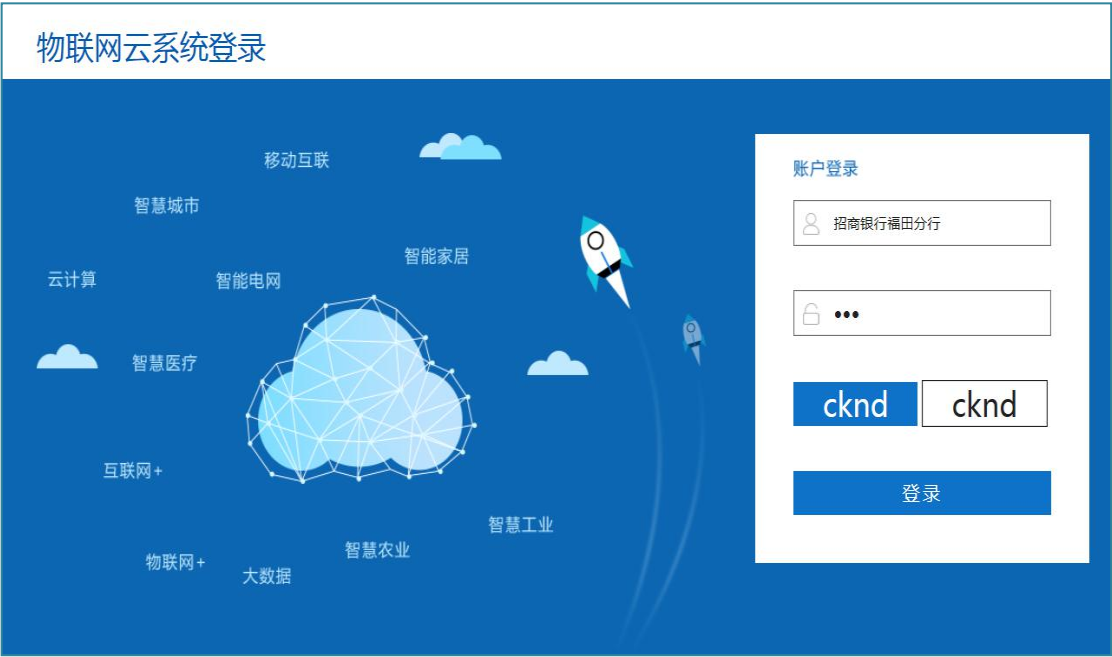 物联网云系统登录
移动互联
智慧城市
智能家居
云计算
智能电网
智慧医疗
互联网+
智慧工业
智慧农业
物联网+
大数据
账户登录
招商银行福田分行
•••
cknd
cknd
登录